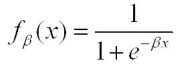 f_β(x) = 1 / (1 + e^{-βx})